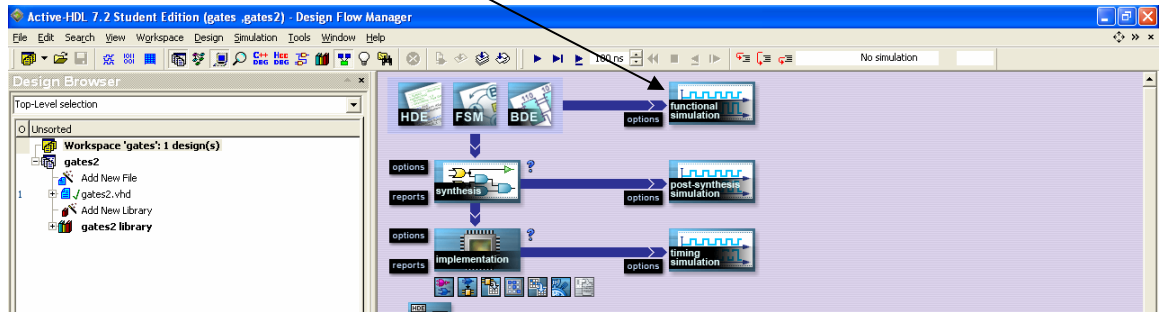 Active-HDL 7.2 Student Edition (gates ,gates2) - Design Flow Manager
File Edit Search View Workspace Design Simulation Tools Window Help
100 ns No simulation
Design Browser
Top-Level selection
O Unsorted
Workspace 'gates': 1 design(s)
gates2
Add New File
1 gates2.vhd
Add New Library
gates2 library
HDE FSM BDE
options
functional
simulation
options
reports
synthesis
?
options
post-synthesis
simulation
options
reports
implementation
?
options
timing
simulation
HDE